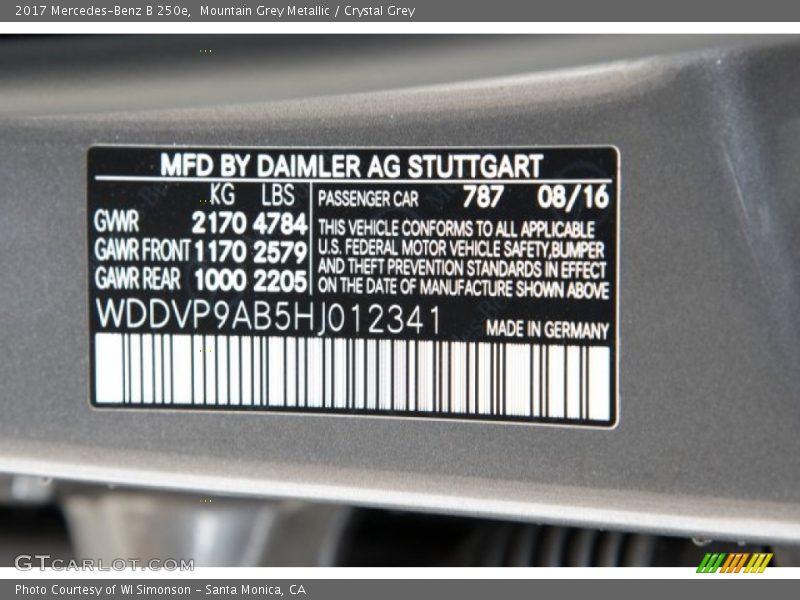 2017 Mercedes-Benz B 250e,  Mountain Grey Metallic / Crystal Grey
MFD BY DAIMLER AG STUTTGART
KG LBS
GVWR 2170 4784
GAWR FRONT 1170 2579
GAWR REAR 1000 2205
PASSENGER CAR 787 08/16
THIS VEHICLE CONFORMS TO ALL APPLICABLE
U.S. FEDERAL MOTOR VEHICLE SAFETY,BUMPER
AND THEFT PREVENTION STANDARDS IN EFFECT
ON THE DATE OF MANUFACTURE SHOWN ABOVE
WDDVP9AB5HJ012341
MADE IN GERMANY
GTCARLOT.COM
Photo Courtesy of WI Simonson – Santa Monica, CA